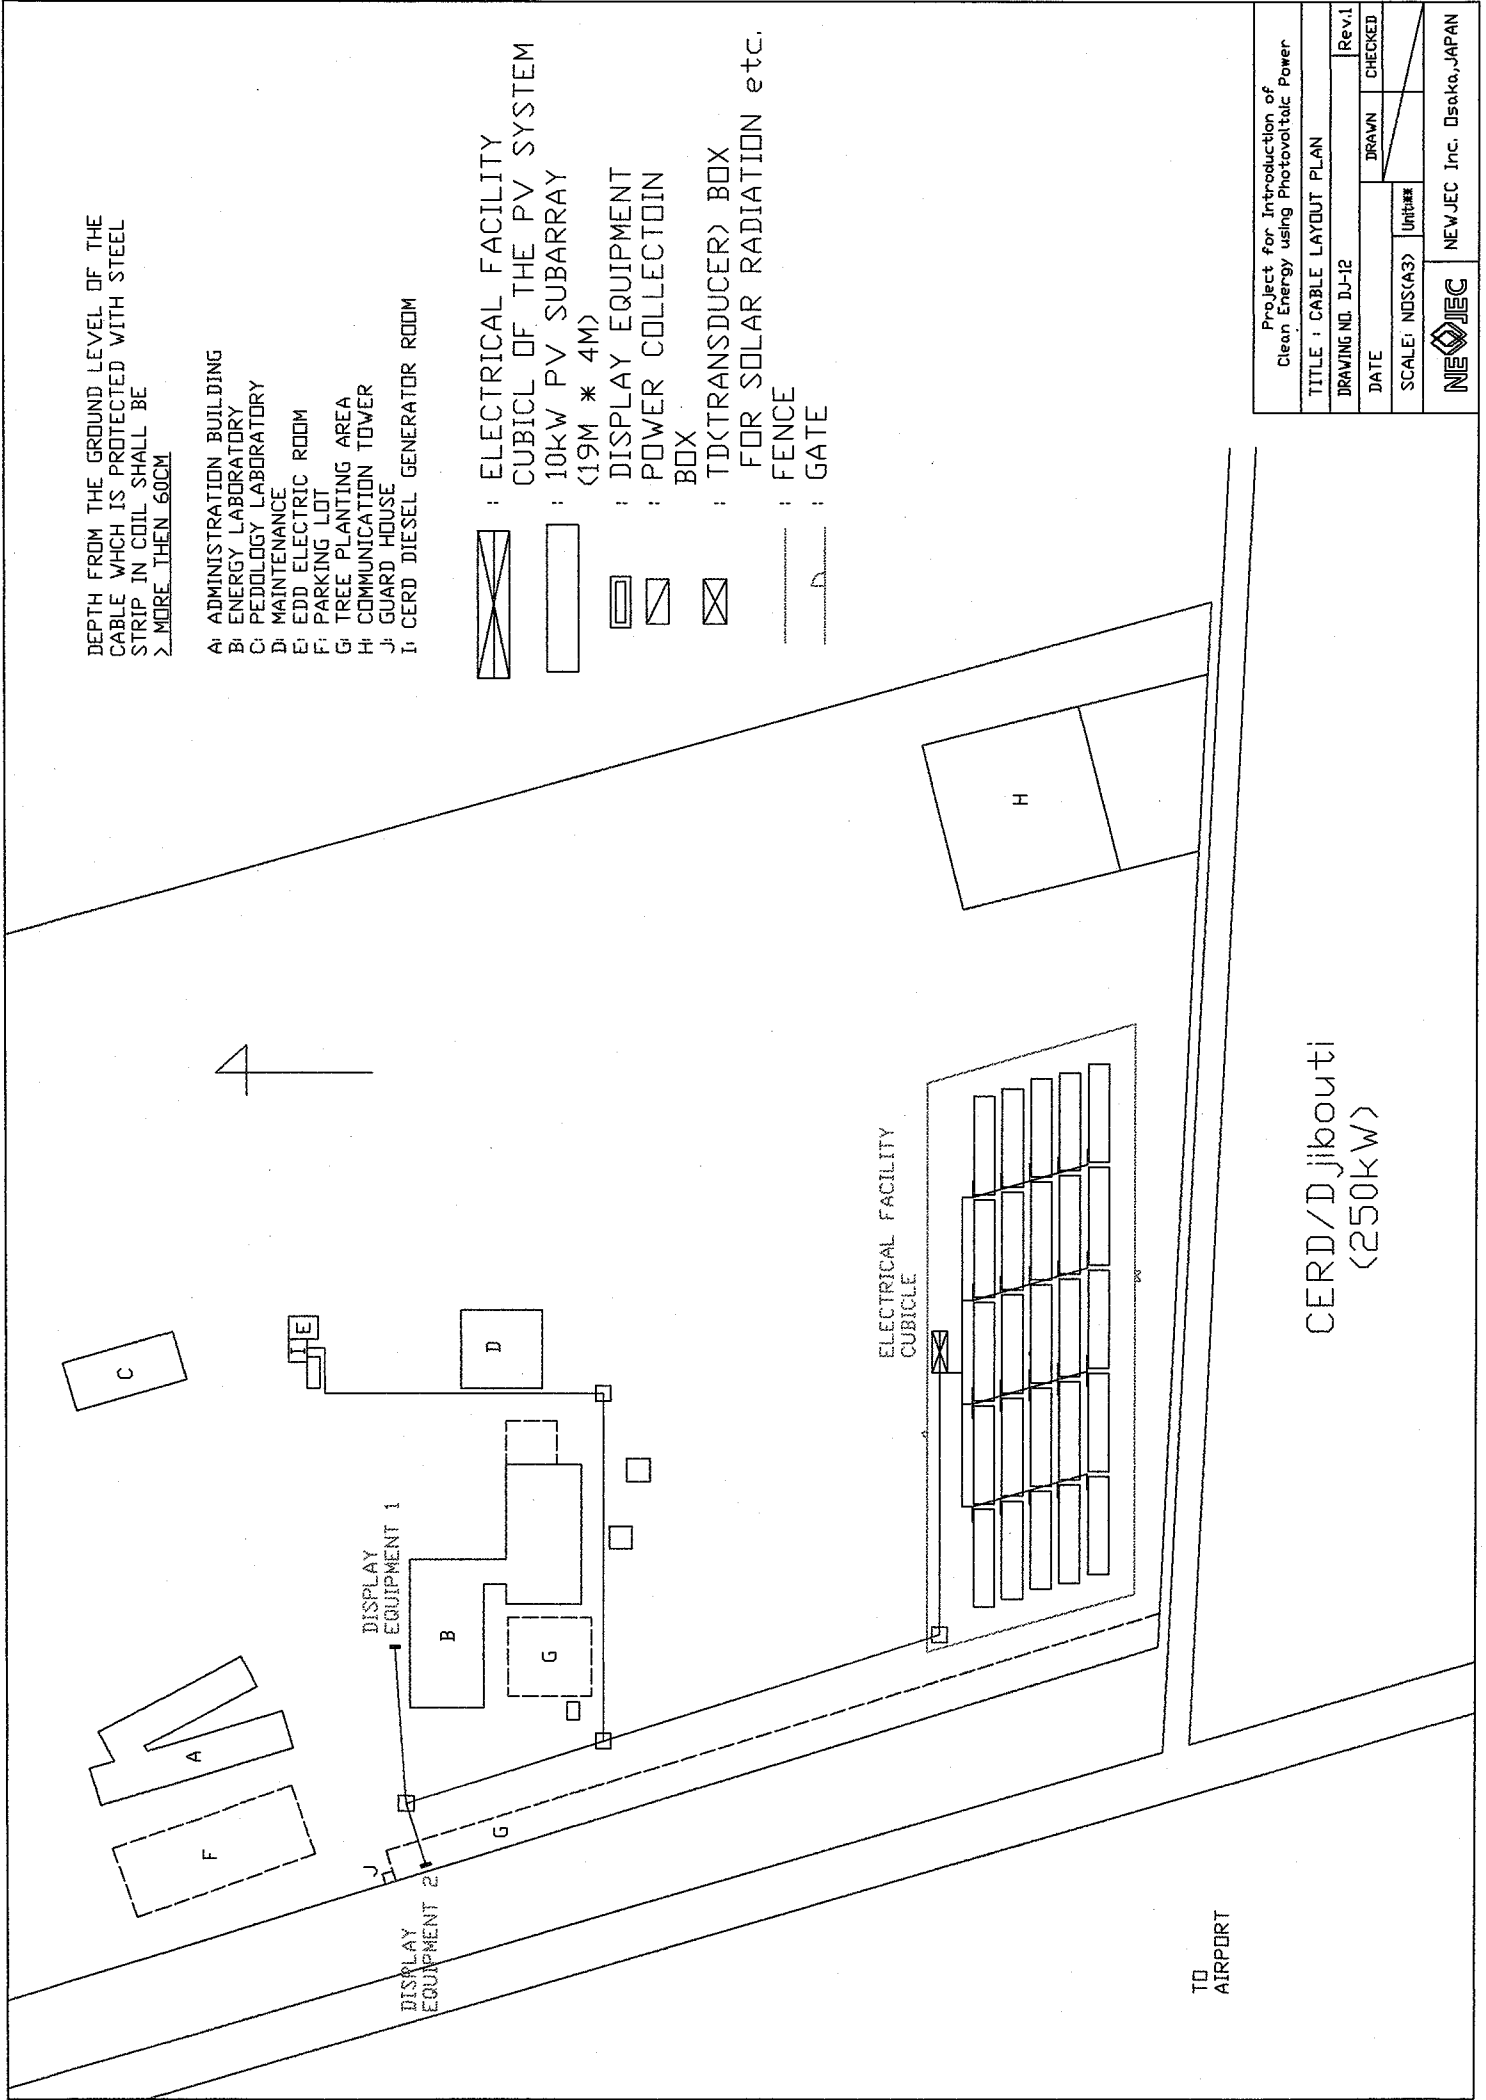 DEPTH FROM THE GROUND LEVEL OF THE
CABLE WHCH IS PROTECTED WITH STEEL
STRIP IN COIL SHALL BE
> MORE THEN 60CM
A: ADMINISTRATION BUILDING
B: ENERGY LABORATORY
C: PEDOLOGY LABORATORY
D: MAINTENANCE
E: EDD ELECTRIC ROOM
F: PARKING LOT
G: TREE PLANTING AREA
H: COMMUNICATION TOWER
J: GUARD HOUSE
I: CERD DIESEL GENERATOR ROOM
: ELECTRICAL FACILITY
CUBICL OF THE PV SYSTEM
: 10kW PV SUBARRAY
(19M * 4M)
: DISPLAY EQUIPMENT
: POWER COLLECTOIN
BOX
: TD(TRANSDUCER) BOX
FOR SOLAR RADIATION etc.
: FENCE
: GATE
C
I E
D
A
F
DISPLAY
EQUIPMENT 1
B
G
J
G
DISPLAY
EQUIPMENT 2
H
ELECTRICAL FACILITY
CUBICLE
TO
AIRPORT
CERD/Djibouti
(250kW)
Project for Introduction of
Clean Energy using Photovoltaic Power
TITLE : CABLE LAYOUT PLAN
DRAWING NO. DJ-12 Rev.1
DATE DRAWN CHECKED
SCALE: NOS(A3) Unit:**
NEWJEC NEWJEC Inc. Osaka,JAPAN